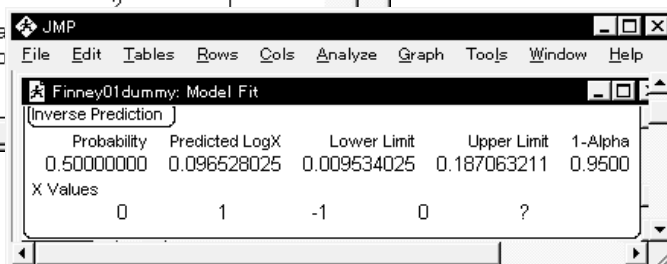 JMP
File Edit Tables Rows Cols Analyze Graph Tools Window Help
Finney01dummy: Model Fit
Inverse Prediction
Probability Predicted LogX Lower Limit Upper Limit 1-Alpha
0.50000000 0.096528025 0.009534025 0.187063211 0.9500
X Values
0 1 -1 0 ?